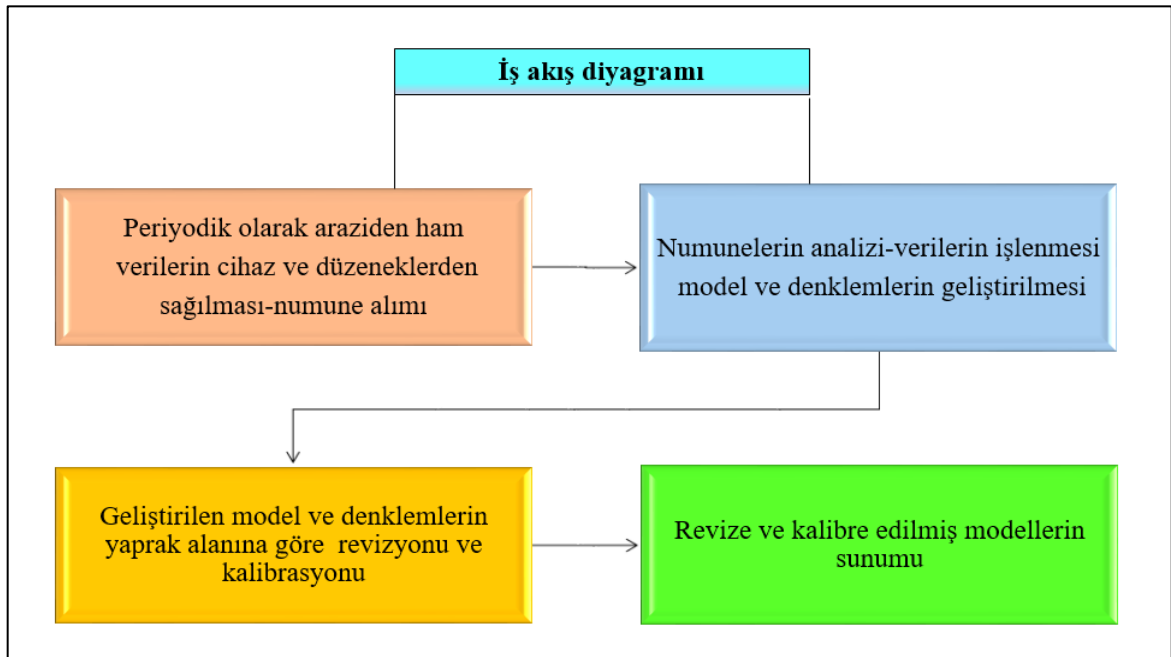 İş akış diyagramı
Periyodik olarak araziden ham
verilerin cihaz ve düzeneklerden
sağılması-numune alımı
Numunelerin analizi-verilerin işlenmesi
model ve denklemlerin geliştirilmesi
Geliştirilen model ve denklemlerin
yaprak alanına göre revizyonu ve
kalibrasyonu
Revize ve kalibre edilmiş modellerin
sunumu